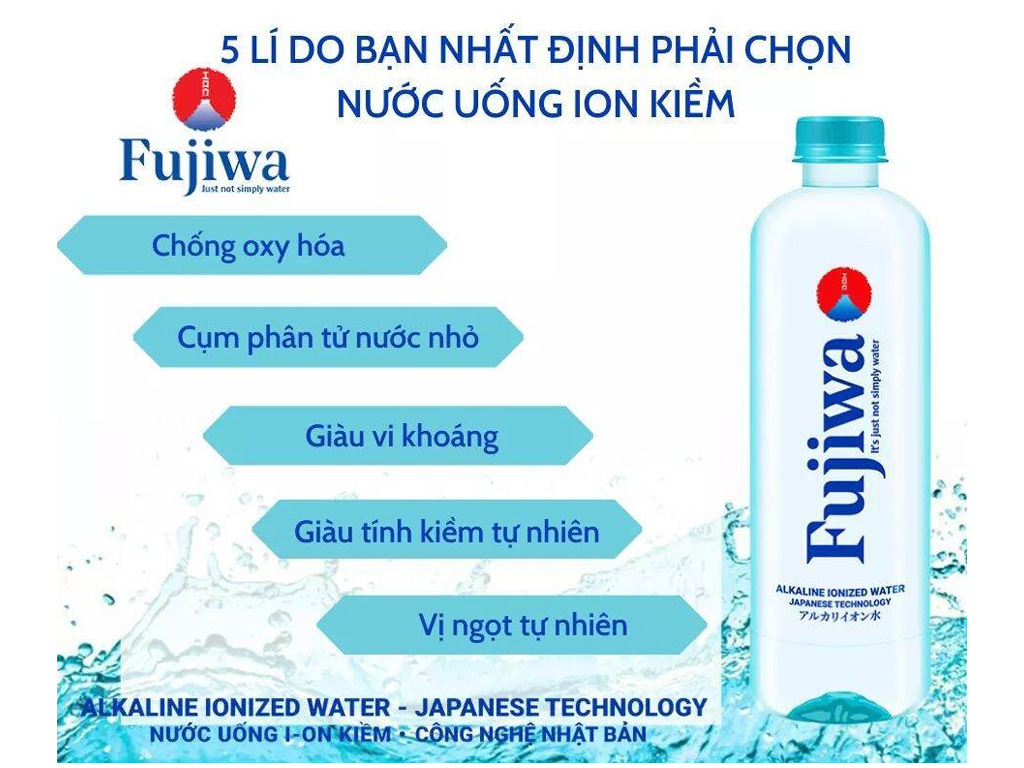 5 LÍ DO BẠN NHẤT ĐỊNH PHẢI CHỌN
NƯỚC UỐNG ION KIỀM
Fujiwa
Just not simply water
Chống oxy hóa
Cụm phân tử nước nhỏ
Giàu vi khoáng
Giàu tính kiềm tự nhiên
Vị ngọt tự nhiên
ALKALINE IONIZED WATER - JAPANESE TECHNOLOGY
NƯỚC UỐNG I-ON KIỀM • CÔNG NGHỆ NHẬT BẢN
Fujiwa
It's just not simply water
ALKALINE IONIZED WATER
JAPANESE TECHNOLOGY
アルカリイオン水